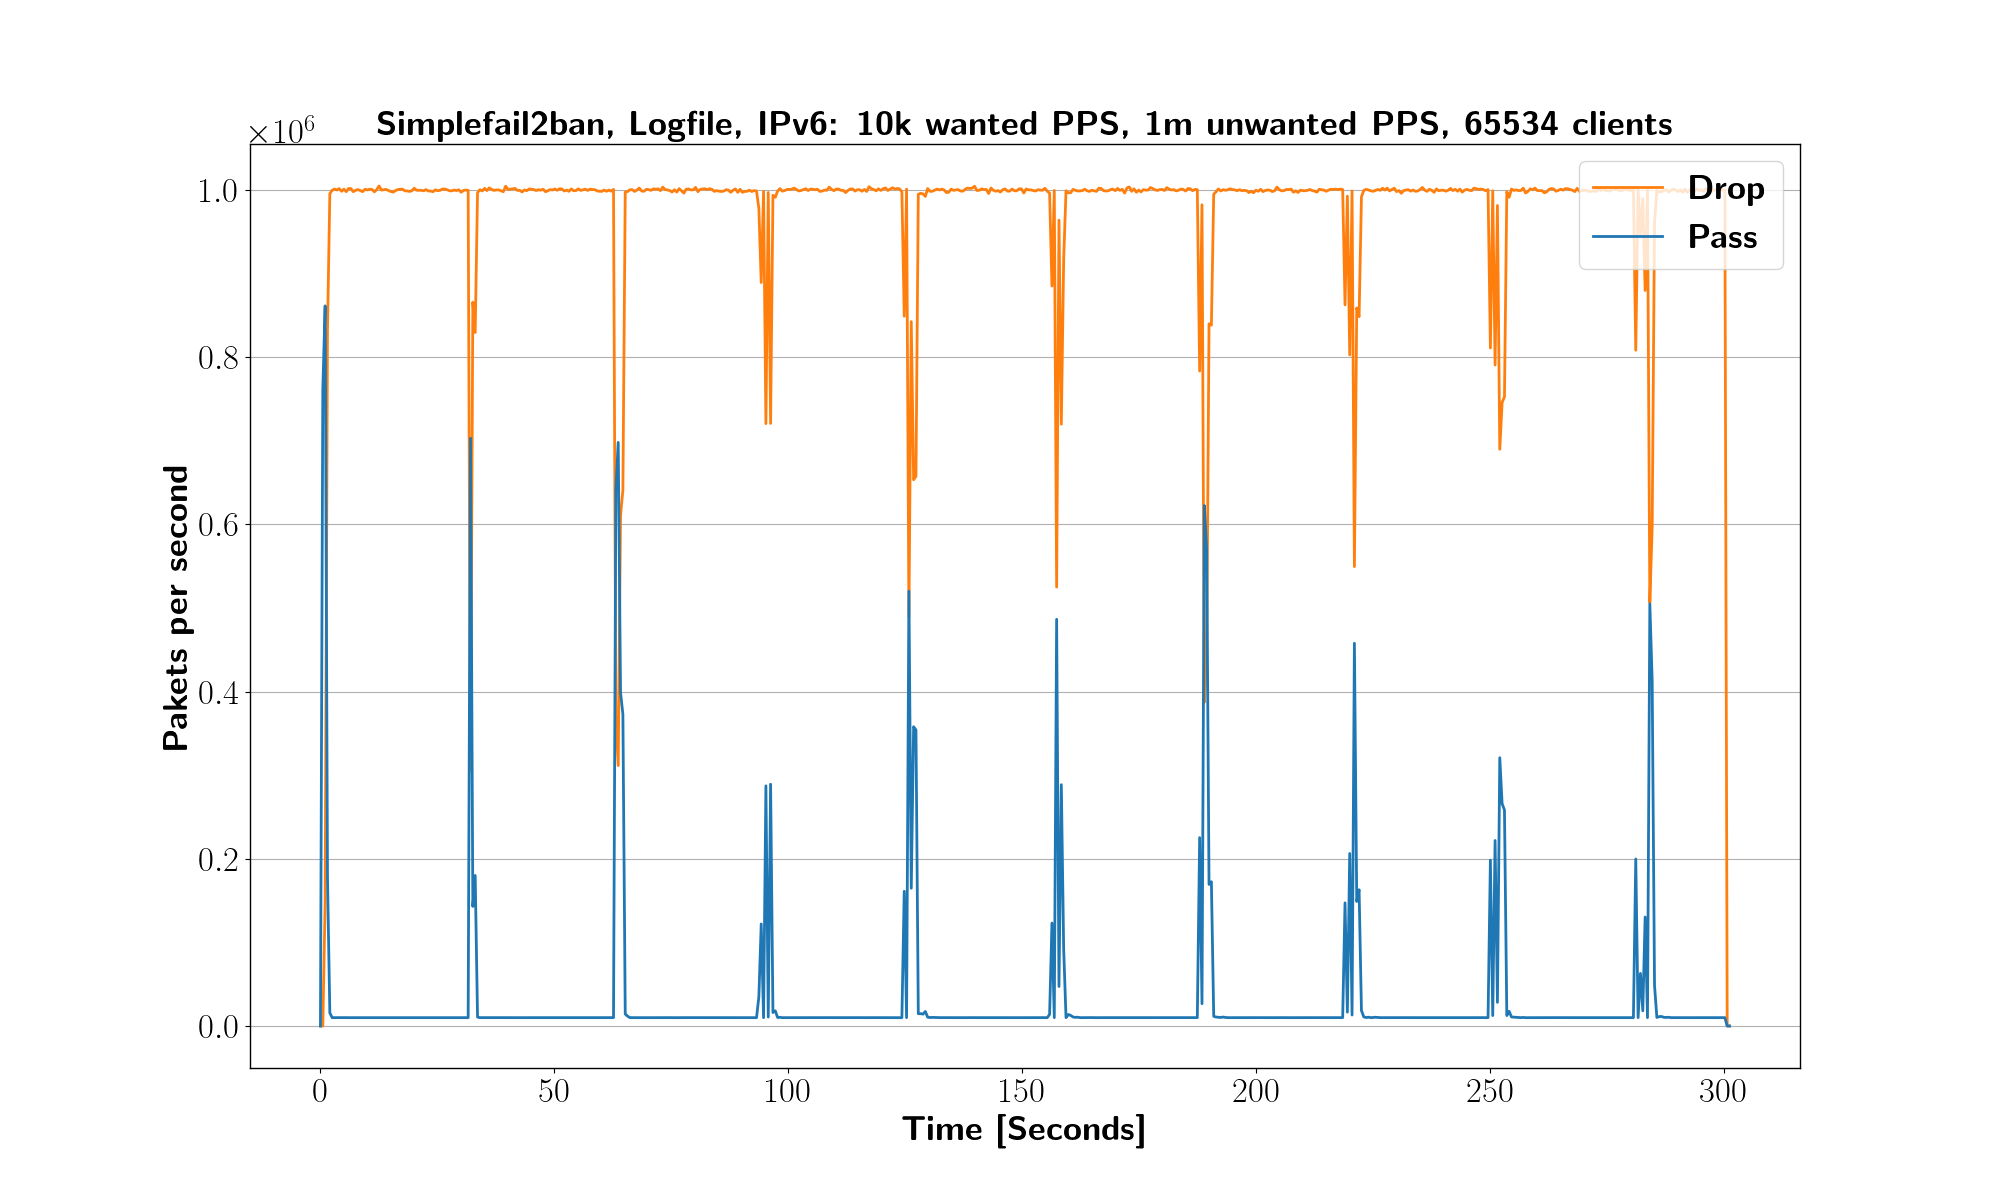 ×10⁶
Simplefail2ban, Logfile, IPv6: 10k wanted PPS, 1m unwanted PPS, 65534 clients
Drop
Pass
1.0
0.8
0.6
0.4
0.2
0.0
Pakets per second
0 50 100 150 200 250 300
Time [Seconds]